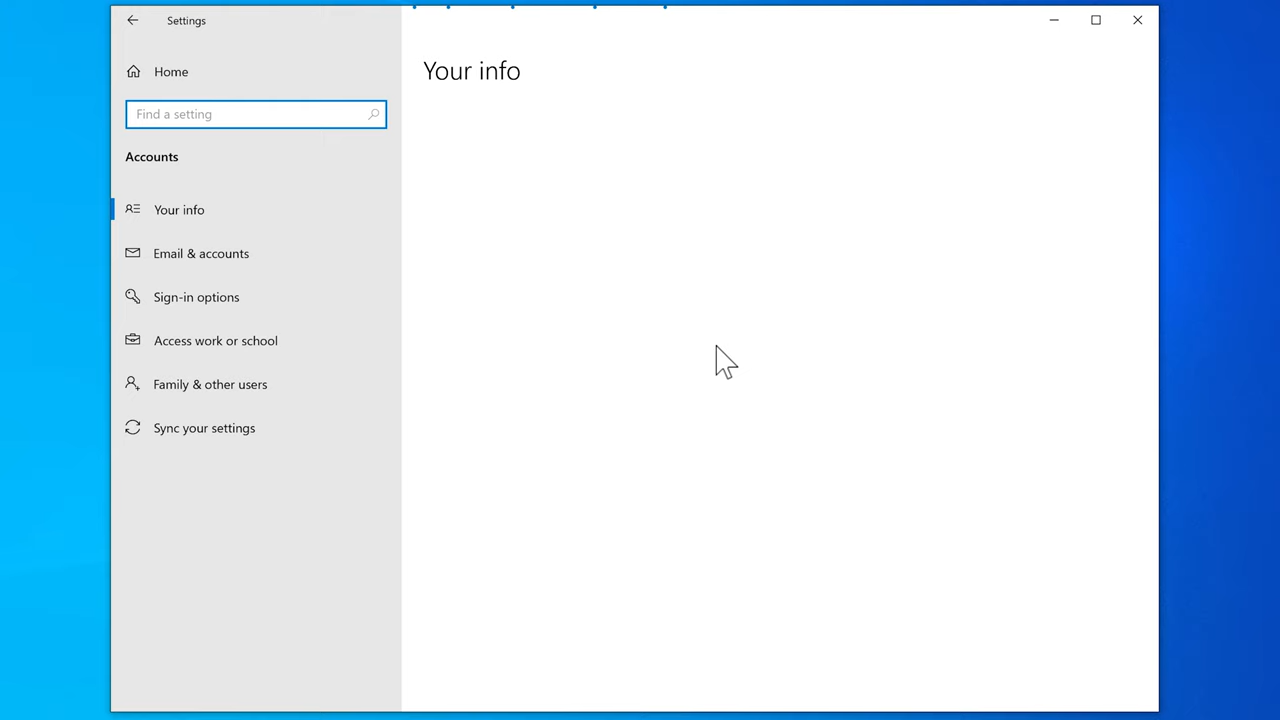 Settings
Home
Find a setting
Accounts
Your info
Email & accounts
Sign-in options
Access work or school
Family & other users
Sync your settings
Your info